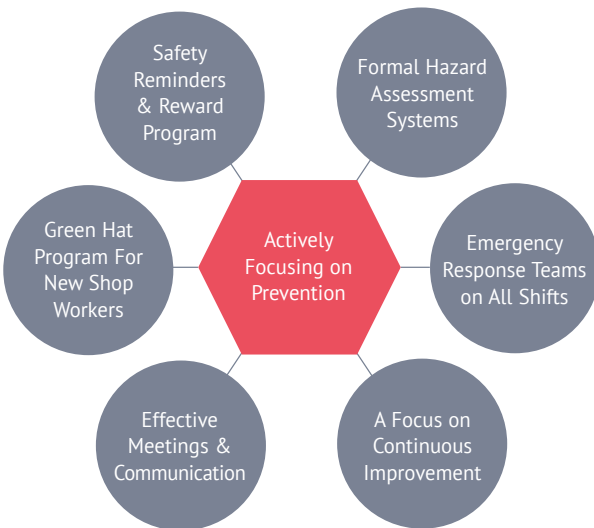 Safety
Reminders
& Reward
Program
Formal Hazard
Assessment
Systems
Green Hat
Program For
New Shop
Workers
Actively
Focusing on
Prevention
Emergency
Response Teams
on All Shifts
Effective
Meetings &
Communication
A Focus on
Continuous
Improvement